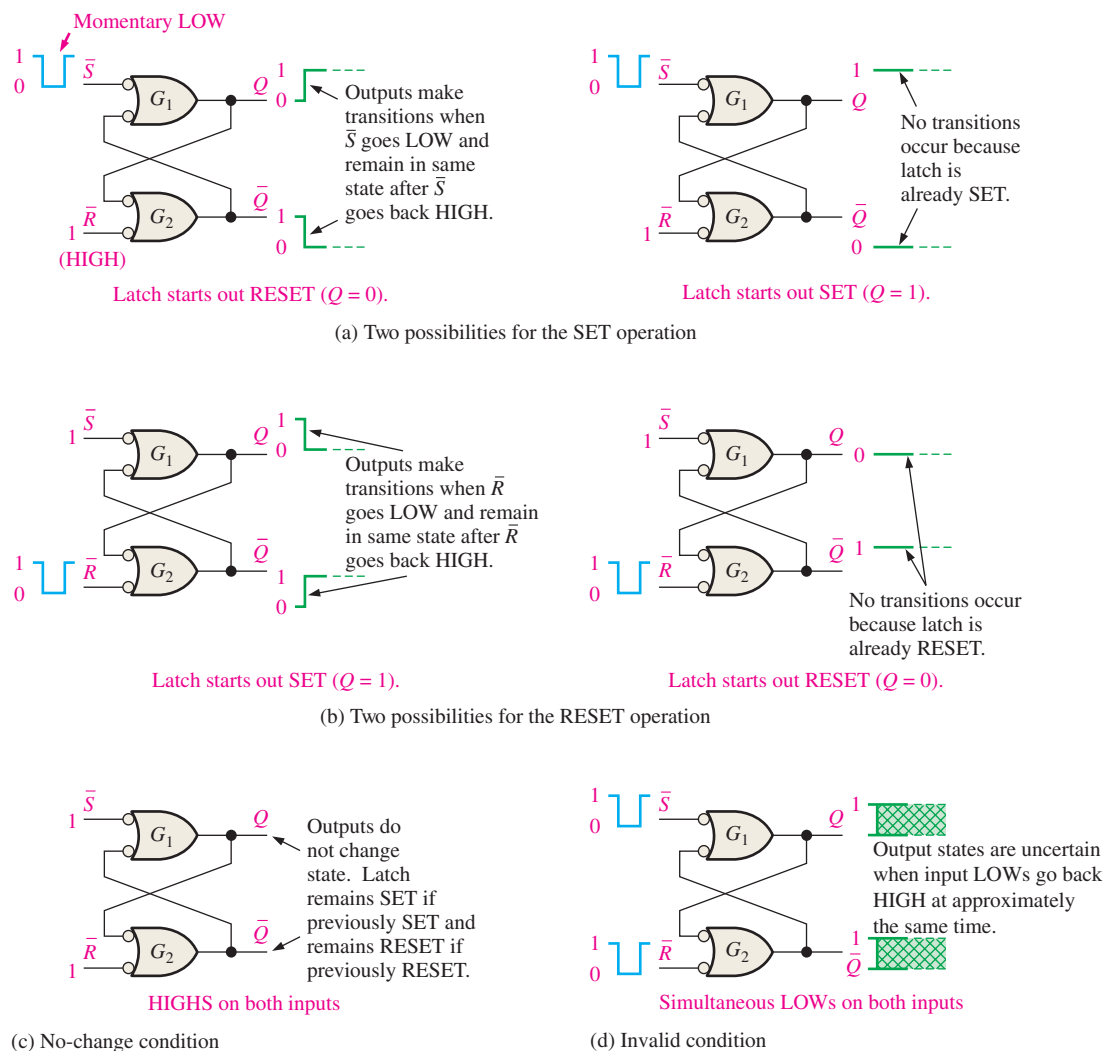 Momentary LOW
1
0
S̄
G1
Q
1
0
Outputs make
transitions when
S̄ goes LOW and
remain in same
state after S̄
goes back HIGH.
R̄
1
(HIGH)
G2
Q̄
1
0
Latch starts out RESET (Q = 0).
1
0
S̄
G1
1
Q
No transitions
occur because
latch is
already SET.
R̄
1
G2
Q̄
0
Latch starts out SET (Q = 1).
(a) Two possibilities for the SET operation
S̄
1
G1
Q
1
0
Outputs make
transitions when R̄
goes LOW and remain
in same state after R̄
goes back HIGH.
1
0
R̄
G2
Q̄
1
0
Latch starts out SET (Q = 1).
S̄
1
G1
Q
0
1
0
R̄
G2
Q̄
1
No transitions occur
because latch is
already RESET.
Latch starts out RESET (Q = 0).
(b) Two possibilities for the RESET operation
S̄
1
G1
Q
Outputs do
not change
state. Latch
remains SET if
previously SET and
remains RESET if
previously RESET.
R̄
1
G2
Q̄
HIGHS on both inputs
(c) No-change condition
1
0
S̄
G1
Q
1
0
Output states are uncertain
when input LOWs go back
HIGH at approximately
the same time.
1
0
R̄
G2
Q̄
1
0
Simultaneous LOWs on both inputs
(d) Invalid condition